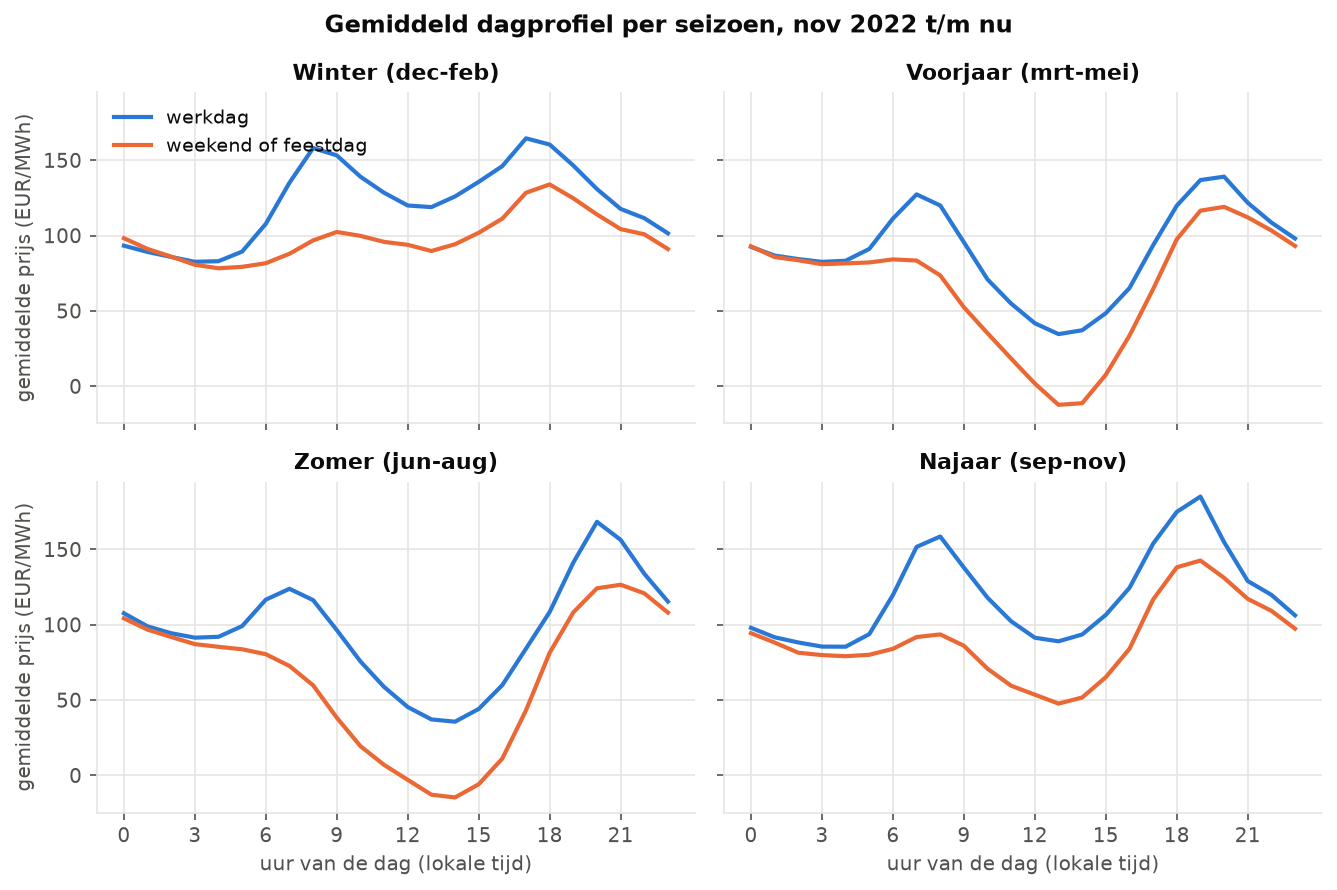 Gemiddeld dagprofiel per seizoen, nov 2022 t/m nu
Winter (dec-feb)
Voorjaar (mrt-mei)
gemiddelde prijs (EUR/MWh)
150
100
50
0
werkdag
weekend of feestdag
Zomer (jun-aug)
Najaar (sep-nov)
gemiddelde prijs (EUR/MWh)
150
100
50
0
0 3 6 9 12 15 18 21
0 3 6 9 12 15 18 21
uur van de dag (lokale tijd)
uur van de dag (lokale tijd)